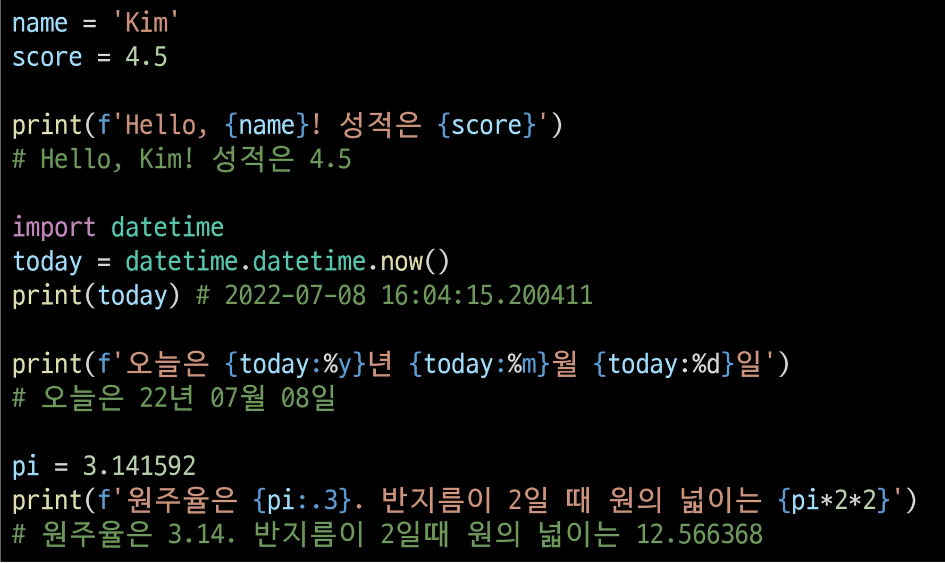 name = 'Kim'
score = 4.5
print(f'Hello, {name}! 성적은 {score}')
# Hello, Kim! 성적은 4.5
import datetime
today = datetime.datetime.now()
print(today) # 2022-07-08 16:04:15.200411
print(f'오늘은 {today:%y}년 {today:%m}월 {today:%d}일')
# 오늘은 22년 07월 08일
pi = 3.141592
print(f'원주율은 {pi:.3}. 반지름이 2일 때 원의 넓이는 {pi*2*2}')
# 원주율은 3.14. 반지름이 2일때 원의 넓이는 12.566368